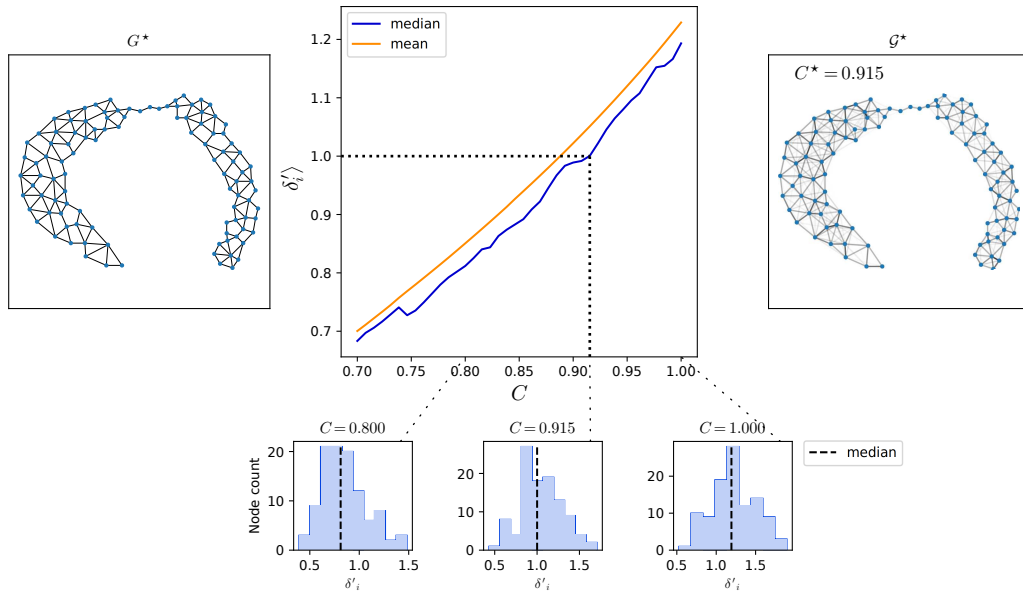 G⋆
median
mean
1.2
1.1
1.0
0.9
0.8
0.7
δ′ᵢ⟩
0.70 0.75 0.80 0.85 0.90 0.95 1.00
C
𝒢⋆
C⋆ = 0.915
C = 0.800
Node count
20
10
0
0.5 1.0 1.5
δ′ᵢ
C = 0.915
20
10
0
0.5 1.0 1.5
δ′ᵢ
C = 1.000
20
10
0
0.5 1.0 1.5
δ′ᵢ
median